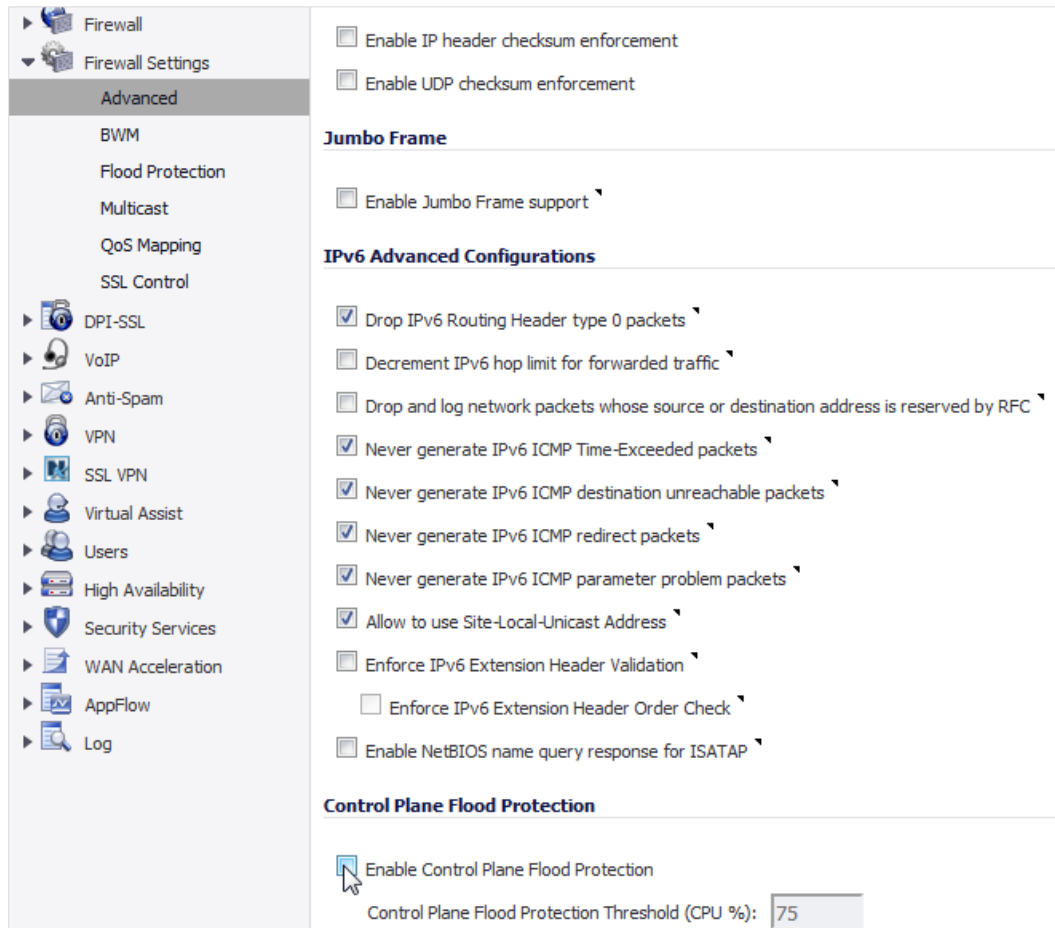 Firewall
Firewall Settings
Advanced
BWM
Flood Protection
Multicast
QoS Mapping
SSL Control
DPI-SSL
VoIP
Anti-Spam
VPN
SSL VPN
Virtual Assist
Users
High Availability
Security Services
WAN Acceleration
AppFlow
Log
Enable IP header checksum enforcement
Enable UDP checksum enforcement
Jumbo Frame
Enable Jumbo Frame support
IPv6 Advanced Configurations
Drop IPv6 Routing Header type 0 packets
Decrement IPv6 hop limit for forwarded traffic
Drop and log network packets whose source or destination address is reserved by RFC
Never generate IPv6 ICMP Time-Exceeded packets
Never generate IPv6 ICMP destination unreachable packets
Never generate IPv6 ICMP redirect packets
Never generate IPv6 ICMP parameter problem packets
Allow to use Site-Local-Unicast Address
Enforce IPv6 Extension Header Validation
Enforce IPv6 Extension Header Order Check
Enable NetBIOS name query response for ISATAP
Control Plane Flood Protection
Enable Control Plane Flood Protection
Control Plane Flood Protection Threshold (CPU %): 75